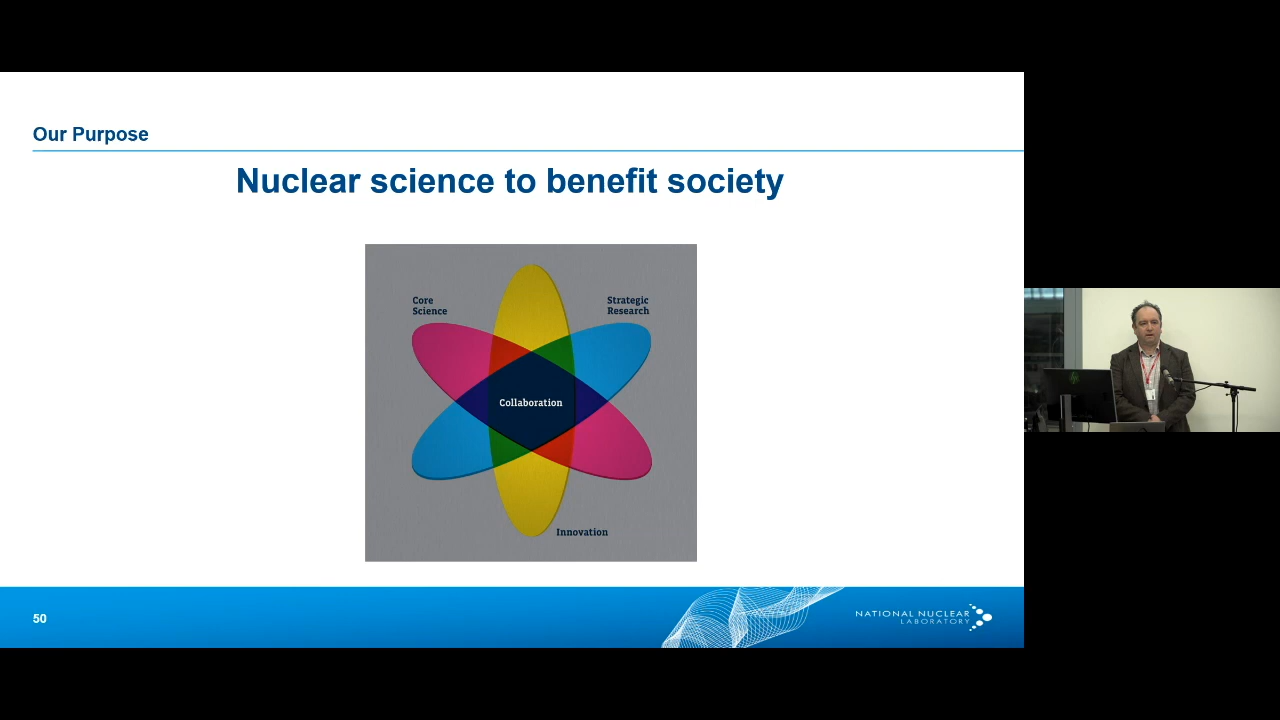 Our Purpose
Nuclear science to benefit society
Core
Science
Strategic
Research
Collaboration
Innovation
50
NATIONAL NUCLEAR
LABORATORY